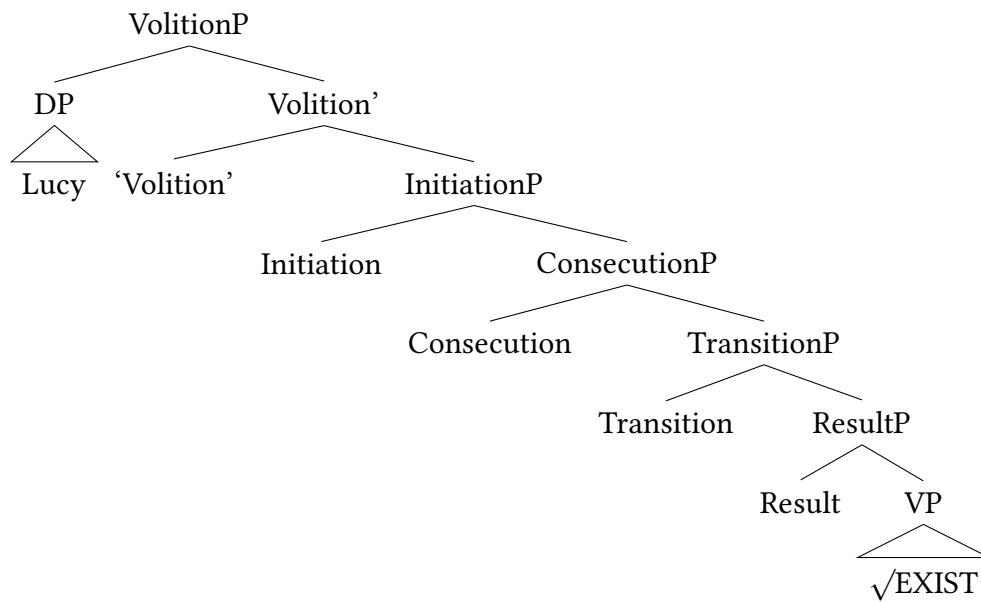 VolitionP
DP Volition’
Lucy ‘Volition’ InitiationP
Initiation ConsecutionP
Consecution TransitionP
Transition ResultP
Result VP
√EXIST